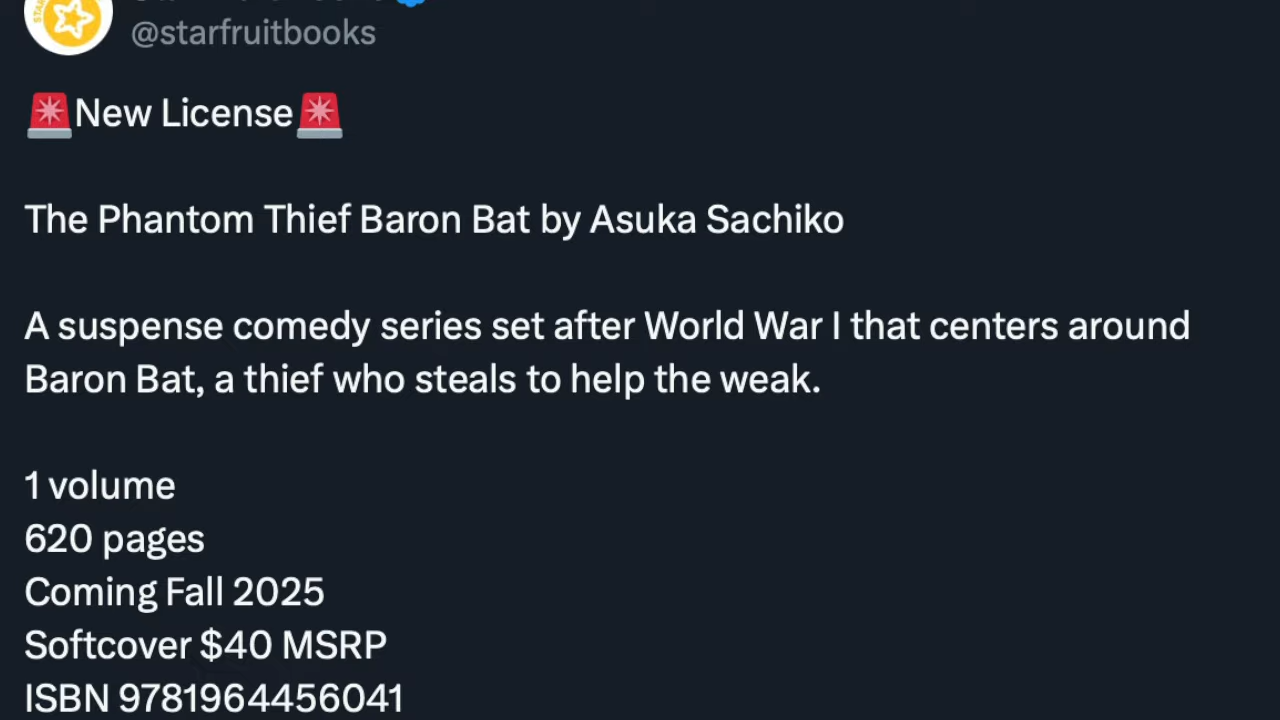 @starfruitbooks
🚨New License🚨
The Phantom Thief Baron Bat by Asuka Sachiko
A suspense comedy series set after World War I that centers around
Baron Bat, a thief who steals to help the weak.
1 volume
620 pages
Coming Fall 2025
Softcover $40 MSRP
ISBN 9781964456041